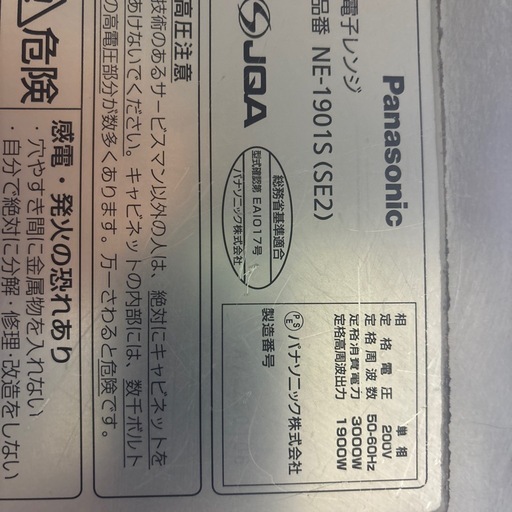 Panasonic
電子レンジ
品番 NE-1901S (SE2)
JQA
総務省基準適合
型式確認第 EAI017号
パナソニック株式会社
相 単相
定格電圧 200V
定格周波数 50-60Hz
定格消費電力 3000W
定格高周波出力 1900W
PSE パナソニック株式会社
製造番号
高圧注意
技術のあるサービスマン以外の人は、絶対にキャビネットを
あけないでください。キャビネットの内部には、数千ボルト
の高電圧部分が数多くあります。万一さわると危険です。
危険
感電・発火の恐れあり
・穴やすき間に金属物を入れない
・自分で絶対に分解・修理・改造をしない